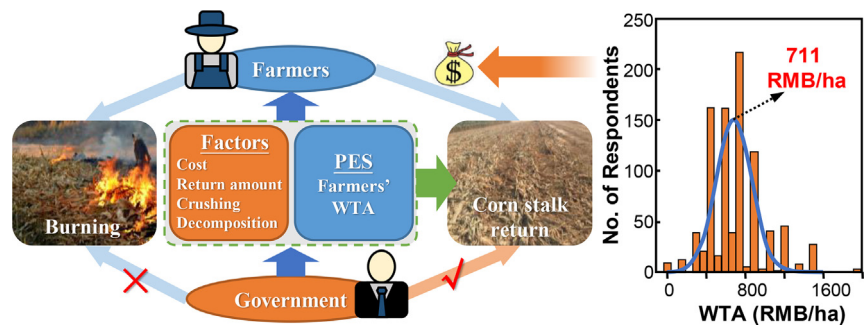 Farmers
$
Factors
Cost
Return amount
Crushing
Decomposition
PES
Farmers'
WTA
Burning
Corn stalk
return
Government
711
RMB/ha
No. of Respondents
250
200
150
100
50
0
0
800
1600
WTA (RMB/ha)